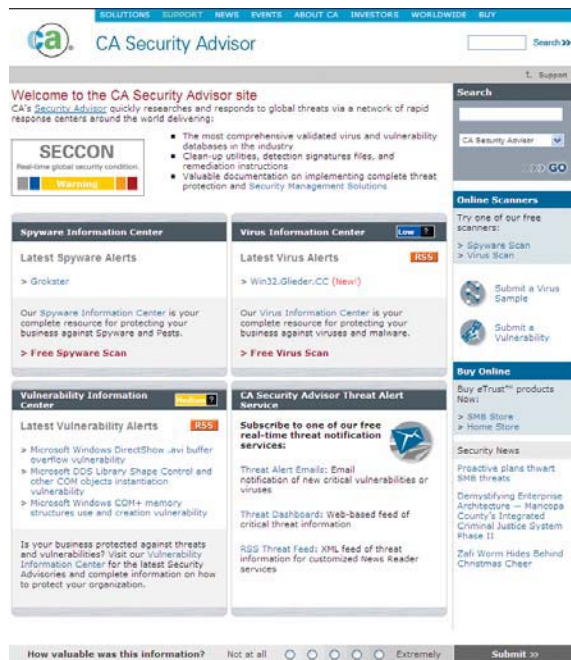 SOLUTIONS SUPPORT NEWS EVENTS ABOUT CA INVESTORS WORLDWIDE BUY
ca
CA Security Advisor
Search
Support
Welcome to the CA Security Advisor site
CA's Security Advisor quickly researches and responds to global threats via a network of rapid
response centers around the world delivering:
SECCON
Real-time global security condition
Warning
The most comprehensive validated virus and vulnerability
databases in the industry
Clean-up utilities, detection signatures files, and
remediation instructions
Valuable documentation on implementing complete threat
protection and Security Management Solutions
Spyware Information Center
Latest Spyware Alerts
> Grokster
Our Spyware Information Center is your
complete resource for protecting your
business against Spyware and Pests.
> Free Spyware Scan
Virus Information Center Low ?
Latest Virus Alerts RSS
> Win32.Glieder.CC (New!)
Our Virus Information Center is your
complete resource for protecting your
business against viruses and malware.
> Free Virus Scan
Vulnerability Information
Center Medium ?
Latest Vulnerability Alerts RSS
> Microsoft Windows DirectShow .avi buffer
overflow vulnerability
> Microsoft DDS Library Shape Control and
other COM objects instantiation
vulnerability
> Microsoft Windows COM+ memory
structures use and creation vulnerability
Is your business protected against threats
and vulnerabilities? Visit our Vulnerability
Information Center for the latest Security
Advisories and complete information on how
to protect your organization.
CA Security Advisor Threat Alert
Service
Subscribe to one of our free
real-time threat notification
services:
Threat Alert Emails: Email
notification of new critical vulnerabilities or
viruses
Threat Dashboard: Web-based feed of
critical threat information
RSS Threat Feed: XML feed of threat
information for customized News Reader
services
Search
CA Security Advisor
GO
Online Scanners
Try one of our free
scanners:
> Spyware Scan
> Virus Scan
Submit a Virus
Sample
Submit a
Vulnerability
Buy Online
Buy eTrust™ products
Now:
> SMB Store
> Home Store
Security News
Proactive plans thwart
SMB threats
Demystifying Enterprise
Architecture — Maricopa
County's Integrated
Criminal Justice System
Phase II
Zafi Worm Hides Behind
Christmas Cheer
How valuable was this information? Not at all Extremely Submit >>